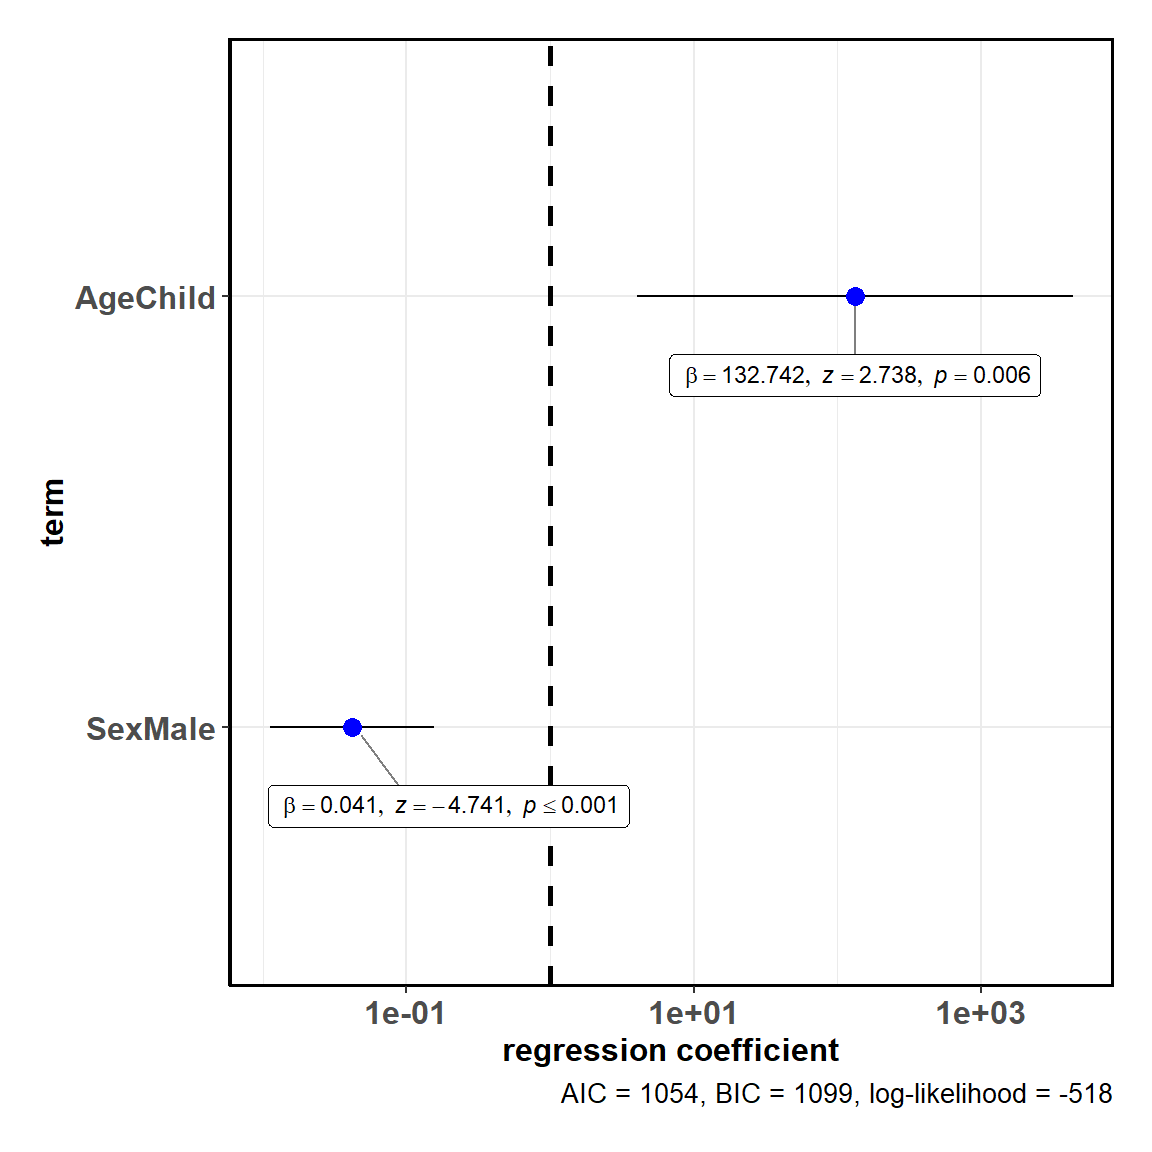 AgeChild
β = 132.742, z = 2.738, p = 0.006
term
SexMale
β = 0.041, z = −4.741, p ≤ 0.001
1e-01 1e+01 1e+03
regression coefficient
AIC = 1054, BIC = 1099, log-likelihood = -518